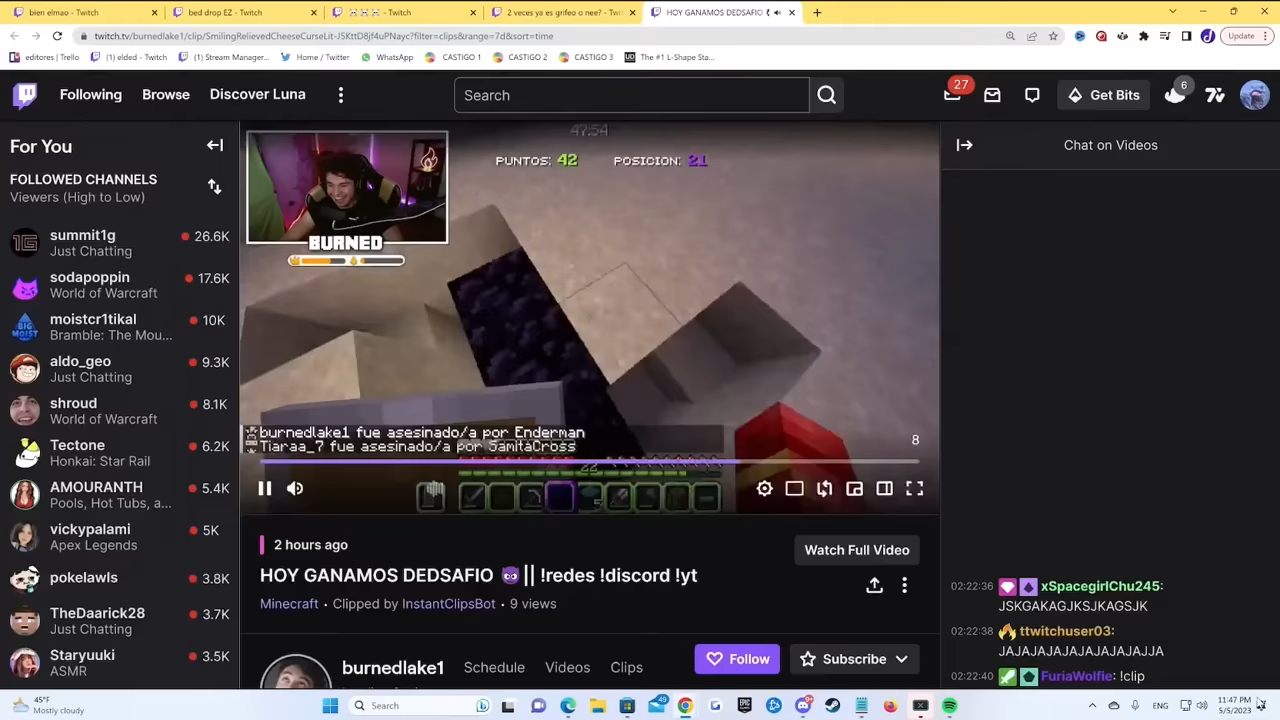 bien elmao - Twitch
bed drop EZ - Twitch
- Twitch
2 veces ya es grifeo o nee? - Twitch
HOY GANAMOS DEDSAFIO
twitch.tv/burnedlake1/clip/SmilingRelievedCheeseCurseLit-J5KttD8jf4uPNayc?filter=clips&range=7d&sort=time
Update
editores | Trello
(1) elded - Twitch
(1) Stream Manager...
Home / Twitter
WhatsApp
CASTIGO 1
CASTIGO 2
CASTIGO 3
The #1 L-Shape Sta...
Following
Browse
Discover Luna
Search
27
Get Bits
6
For You
FOLLOWED CHANNELS
Viewers (High to Low)
summit1g
26.6K
Just Chatting
sodapoppin
17.6K
World of Warcraft
moistcr1tikal
10K
Bramble: The Mou...
aldo_geo
9.3K
Just Chatting
shroud
8.1K
World of Warcraft
Tectone
6.2K
Honkai: Star Rail
AMOURANTH
5.4K
Pools, Hot Tubs, a...
vickypalami
5K
Apex Legends
pokelawls
3.8K
TheDaarick28
3.7K
Just Chatting
Staryuuki
3.5K
ASMR
47:54
PUNTOS: 42
POSICION: 21
BURNED
burnedlake1 fue asesinado/a por Enderman
Tiaraa_7 fue asesinado/a por SamitaCross
8
22
2 hours ago
Watch Full Video
HOY GANAMOS DEDSAFIO 😈|| !redes !discord !yt
Minecraft · Clipped by InstantClipsBot · 9 views
burnedlake1
Schedule
Videos
Clips
Follow
Subscribe
Chat on Videos
02:22:36 xSpacegirlChu245:
JSKGAKAGJKSJKAGSJK
02:22:38 ttwitchuser03:
JAJAJAJAJAJAJAJAJAJJA
02:22:40 FuriaWolfie: !clip
45°F
Mostly cloudy
Search
49
ENG
11:47 PM
5/5/2023